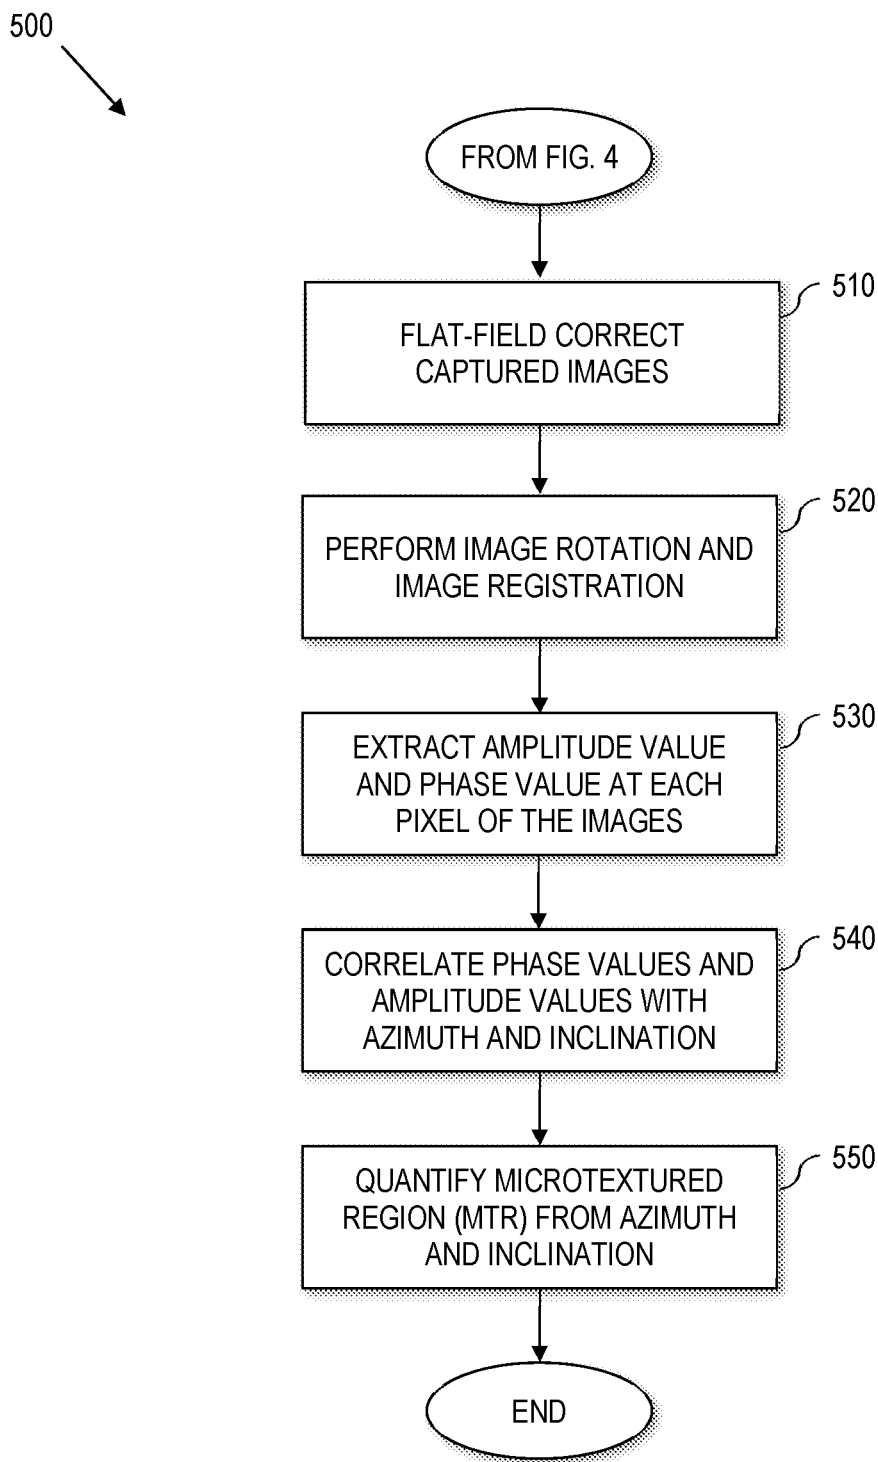 500
FROM FIG. 4
510
FLAT-FIELD CORRECT
CAPTURED IMAGES
520
PERFORM IMAGE ROTATION AND
IMAGE REGISTRATION
530
EXTRACT AMPLITUDE VALUE
AND PHASE VALUE AT EACH
PIXEL OF THE IMAGES
540
CORRELATE PHASE VALUES AND
AMPLITUDE VALUES WITH
AZIMUTH AND INCLINATION
550
QUANTIFY MICROTEXTURED
REGION (MTR) FROM AZIMUTH
AND INCLINATION
END